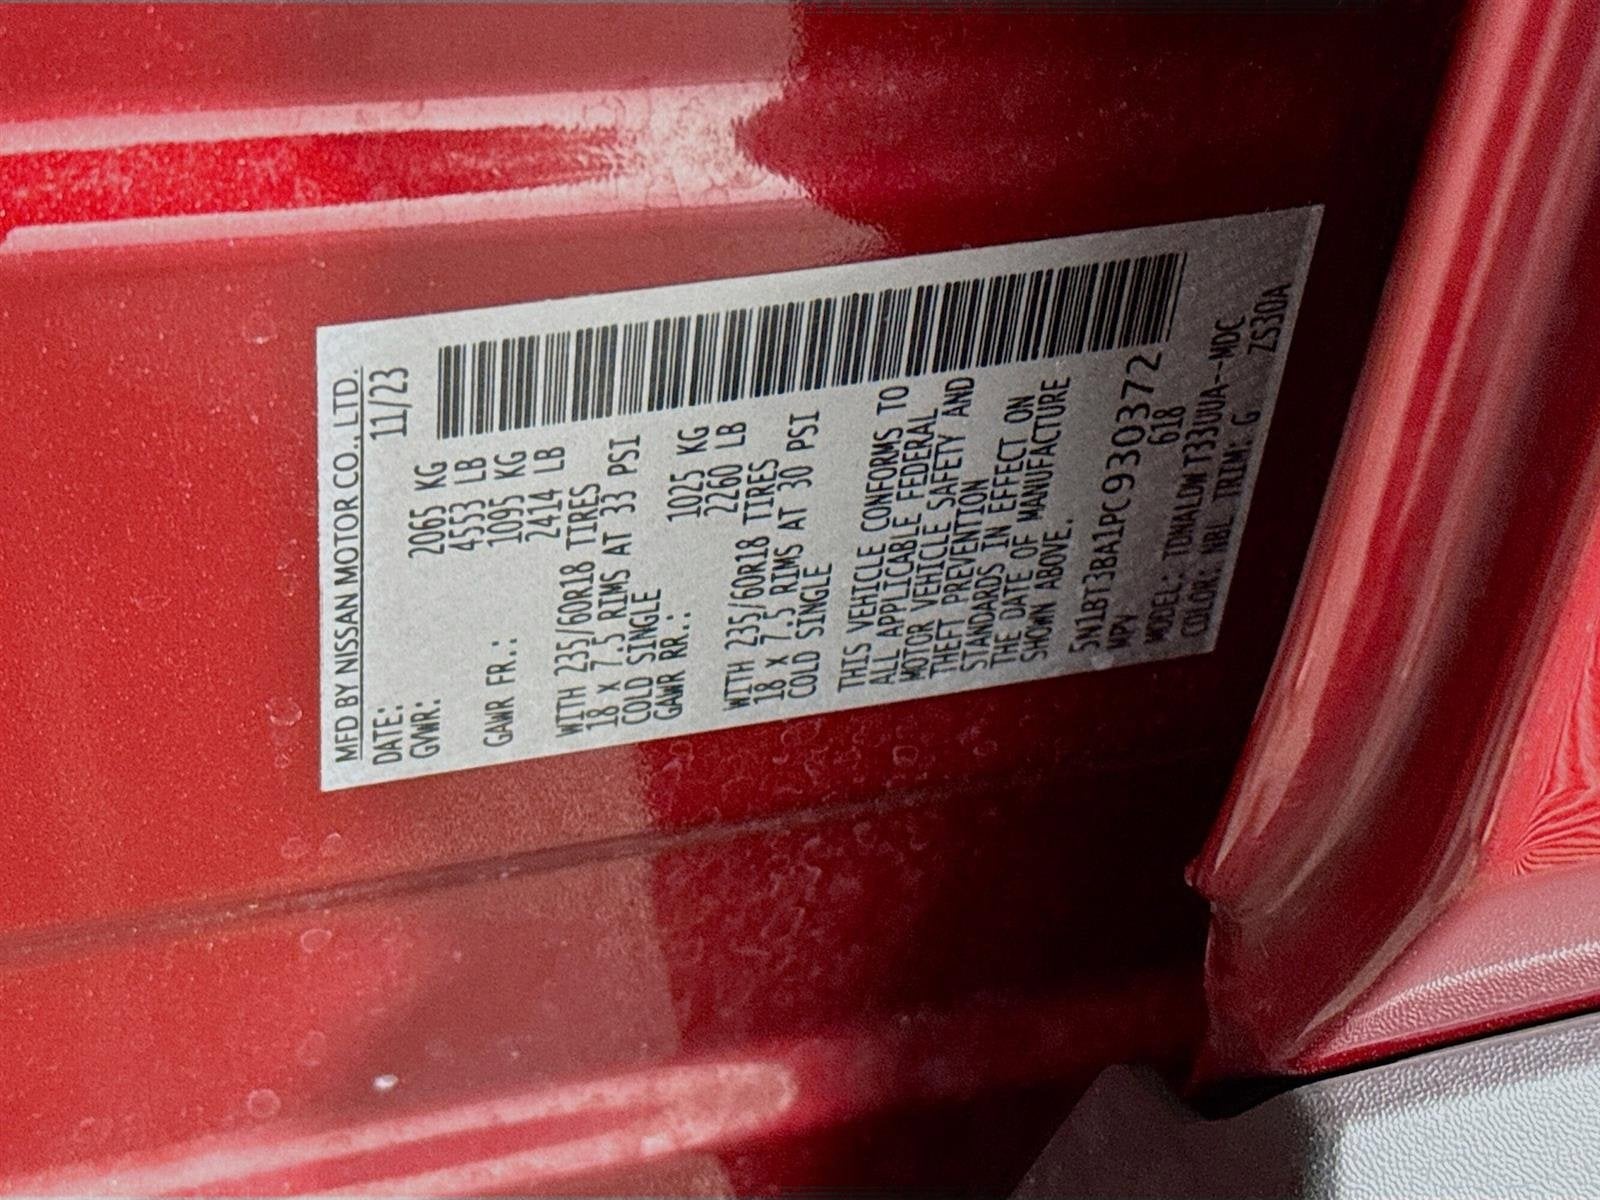 MFD BY NISSAN MOTOR CO., LTD.
DATE: 11/23
GVWR: 2065 KG
4553 LB
GAWR FR.: 1095 KG
2414 LB
WITH 235/60R18 TIRES
18 X 7.5 RIMS AT 33 PSI
COLD SINGLE
GAWR RR.: 1025 KG
2260 LB
WITH 235/60R18 TIRES
18 X 7.5 RIMS AT 30 PSI
COLD SINGLE
THIS VEHICLE CONFORMS TO
ALL APPLICABLE FEDERAL
MOTOR VEHICLE SAFETY AND
THEFT PREVENTION
STANDARDS IN EFFECT ON
THE DATE OF MANUFACTURE
SHOWN ABOVE.
5N1BT3BA1PC930372
MPV 618
MODEL: TDNALDWT33UUA--MDC
COLOR: NBL TRIM: G ZS30A